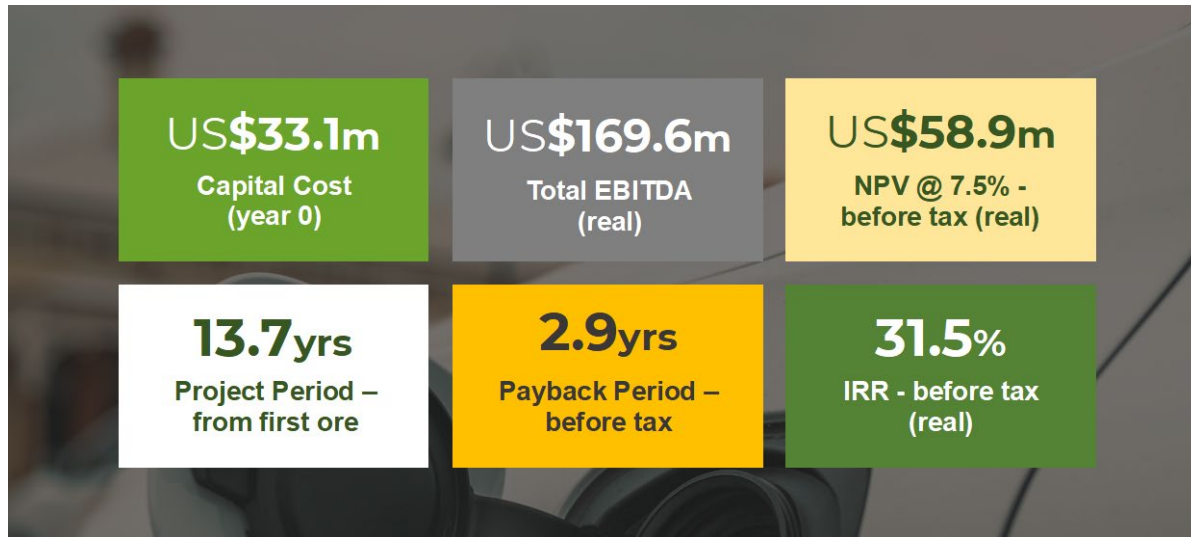 US$33.1m
Capital Cost
(year 0)
US$169.6m
Total EBITDA
(real)
US$58.9m
NPV @ 7.5% -
before tax (real)
13.7yrs
Project Period –
from first ore
2.9yrs
Payback Period –
before tax
31.5%
IRR - before tax
(real)